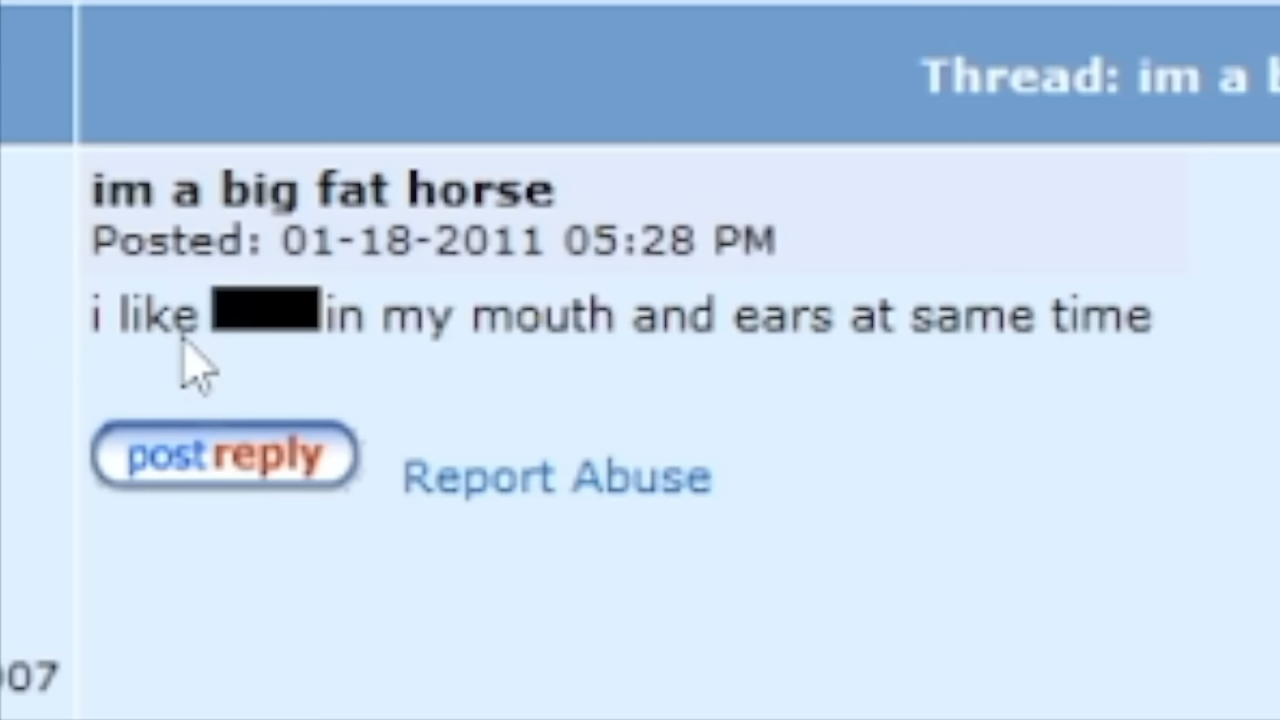 Thread: im a b
im a big fat horse
Posted: 01-18-2011 05:28 PM
i like in my mouth and ears at same time
post reply
Report Abuse
007